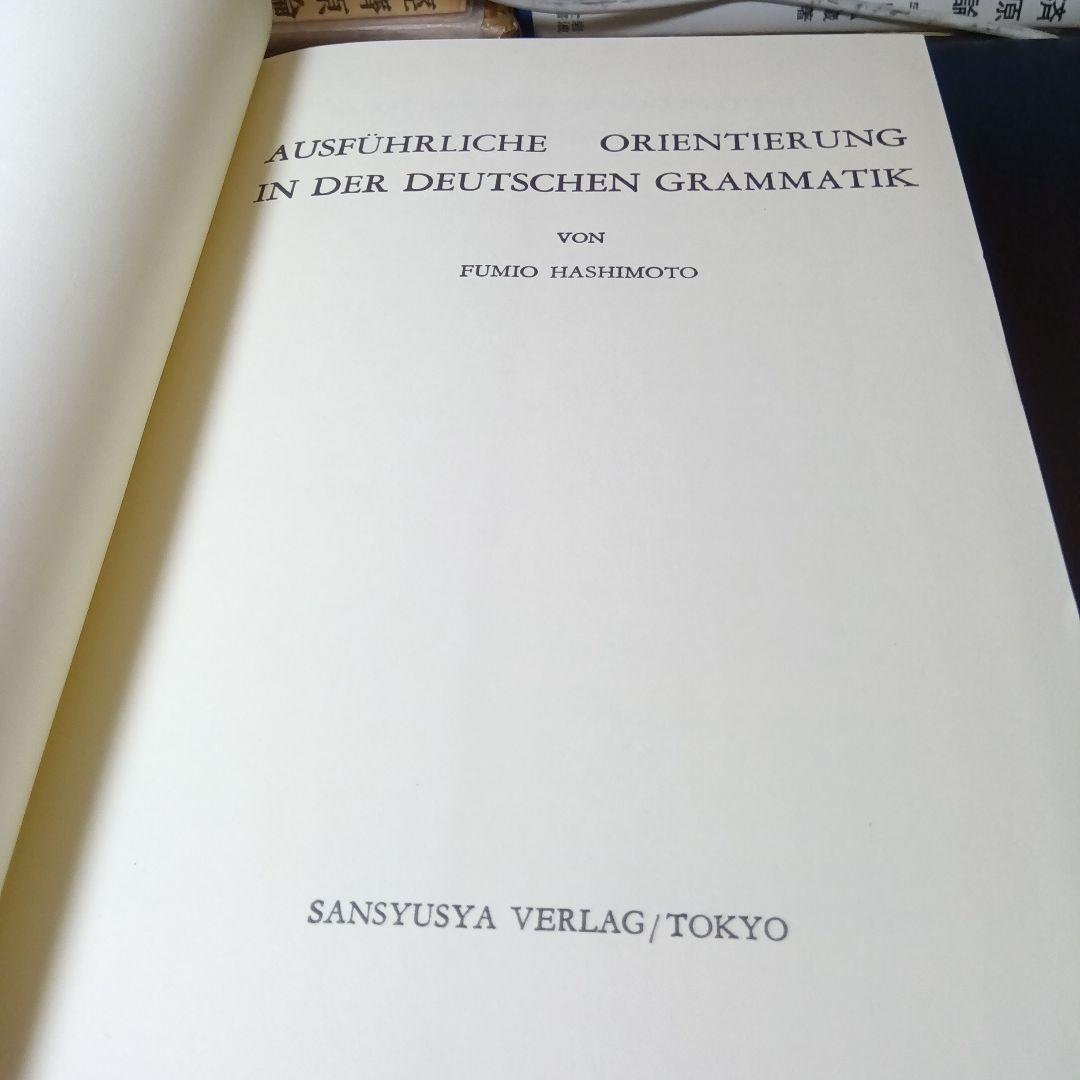 AUSFÜHRLICHE ORIENTIERUNG
IN DER DEUTSCHEN GRAMMATIK
VON
FUMIO HASHIMOTO
SANSYUSYA VERLAG/TOKYO